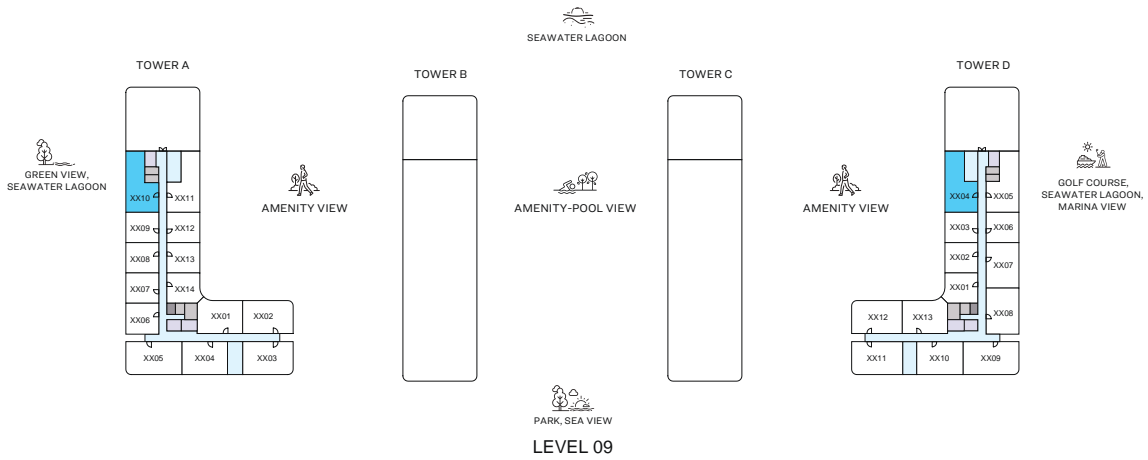 SEAWATER LAGOON
TOWER A
TOWER B
TOWER C
TOWER D
GREEN VIEW,
SEAWATER LAGOON
AMENITY VIEW
AMENITY-POOL VIEW
AMENITY VIEW
GOLF COURSE,
SEAWATER LAGOON,
MARINA VIEW
XX10
XX11
XX09
XX12
XX08
XX13
XX07
XX14
XX06
XX01
XX02
XX05
XX04
XX03
XX04
XX05
XX03
XX06
XX02
XX07
XX01
XX12
XX13
XX08
XX11
XX10
XX09
PARK, SEA VIEW
LEVEL 09